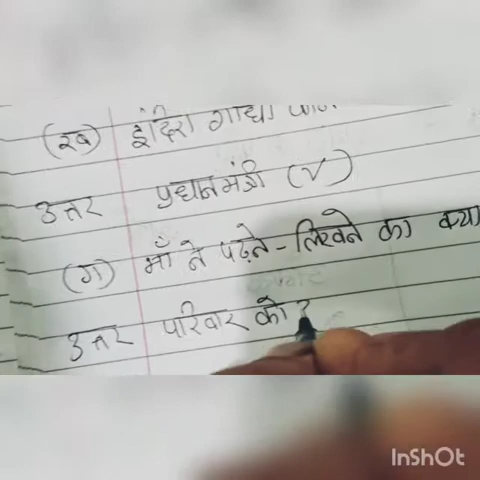 (ख) इंदिरा गाँधी
उत्तर प्रधानमंत्री (✓)
(ग) माँ ने पढ़ने-लिखने का क्या
उत्तर परिवार को
InShOt